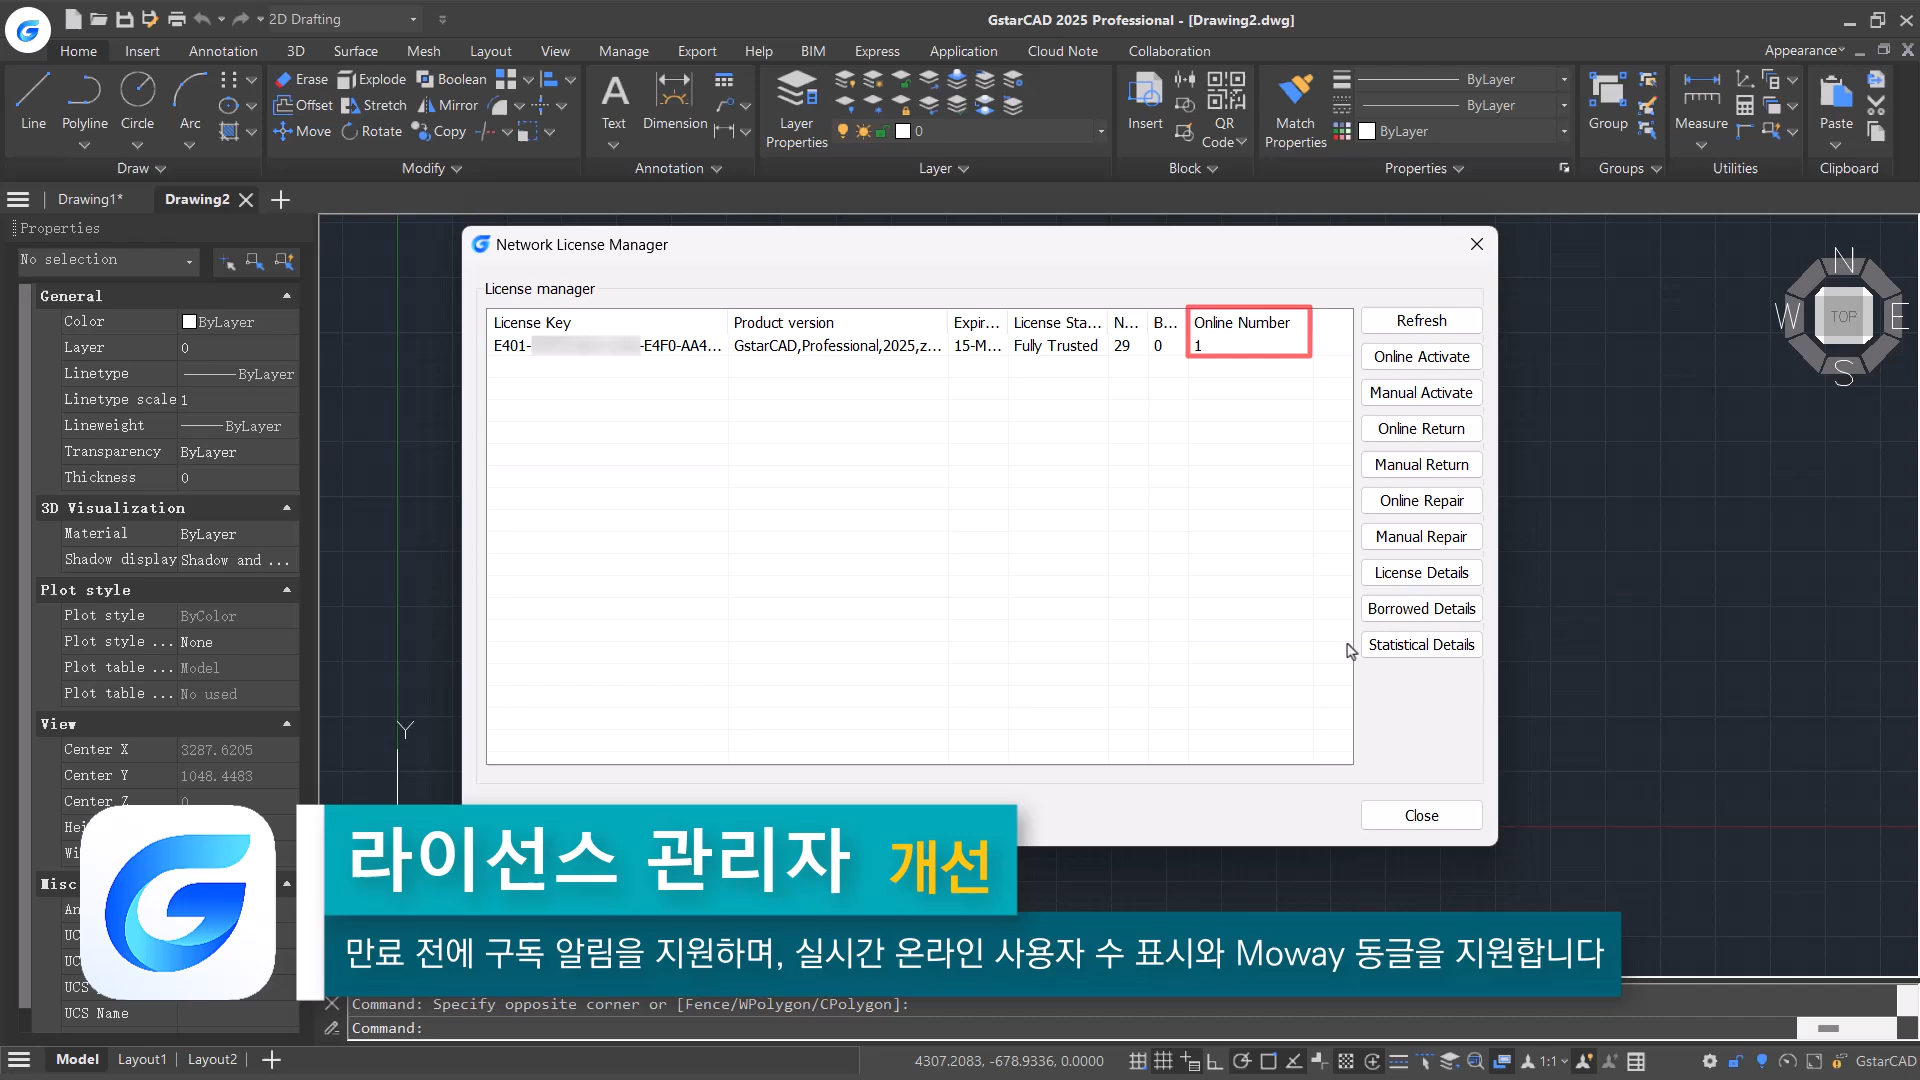 2D Drafting
GstarCAD 2025 Professional - [Drawing2.dwg]
Home Insert Annotation 3D Surface Mesh Layout View Manage Export Help BIM Express Application Cloud Note Collaboration Appearance
Line Polyline Circle Arc
Erase Explode Boolean
Offset Stretch Mirror
Move Rotate Copy
Text Dimension
Layer Properties
0
Insert QR Code
Match Properties
ByLayer
ByLayer
ByLayer
Group Measure Paste
Draw Modify Annotation Layer Block Properties Groups Utilities Clipboard
Drawing1* Drawing2
Properties
No selection
General
Color ByLayer
Layer 0
Linetype ByLayer
Linetype scale 1
Lineweight ByLayer
Transparency ByLayer
Thickness 0
3D Visualization
Material ByLayer
Shadow display Shadow and ...
Plot style
Plot style ByColor
Plot style ... None
Plot table ... Model
Plot table ... No used
View
Center X 3287.6205
Center Y 1048.4483
Center Z 0
Hei
Wi
Misc
An
UC
UC
UCS
UCS Name
Network License Manager
License manager
License Key Product version Expir... License Sta... N... B... Online Number
E401- -E4F0-AA4... GstarCAD,Professional,2025,z... 15-M... Fully Trusted 29 0 1
Refresh
Online Activate
Manual Activate
Online Return
Manual Return
Online Repair
Manual Repair
License Details
Borrowed Details
Statistical Details
Close
N
W TOP E
S
Y
라이선스 관리자 개선
만료 전에 구독 알림을 지원하며, 실시간 온라인 사용자 수 표시와 Moway 동글을 지원합니다
Command: Specify opposite corner or [Fence/WPolygon/CPolygon]:
Command:
Model Layout1 Layout2
4307.2083, -678.9336, 0.0000
1:1
GstarCAD